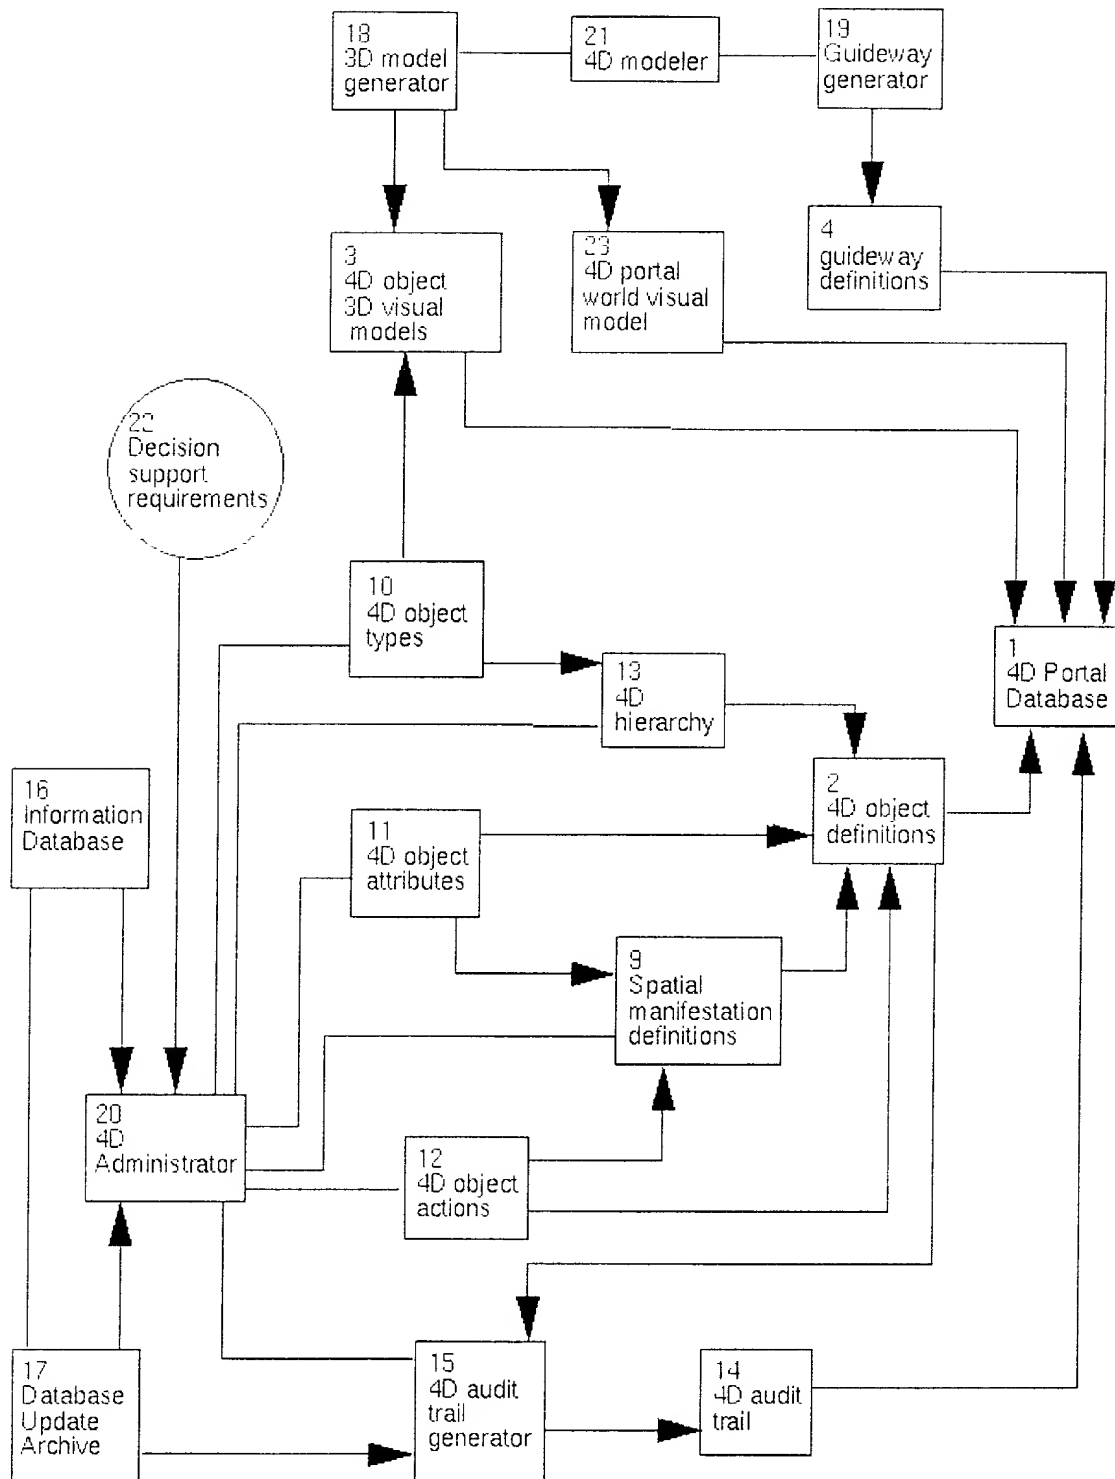 18
3D model
generator
21
4D modeler
19
Guideway
generator
3
4D object
3D visual
models
23
4D portal
world visual
model
4
guideway
definitions
22
Decision
support
requirements
10
4D object
types
13
4D
hierarchy
1
4D Portal
Database
16
Information
Database
11
4D object
attributes
2
4D object
definitions
9
Spatial
manifestation
definitions
20
4D
Administrator
12
4D object
actions
17
Database
Update
Archive
15
4D audit
trail
generator
14
4D audit
trail